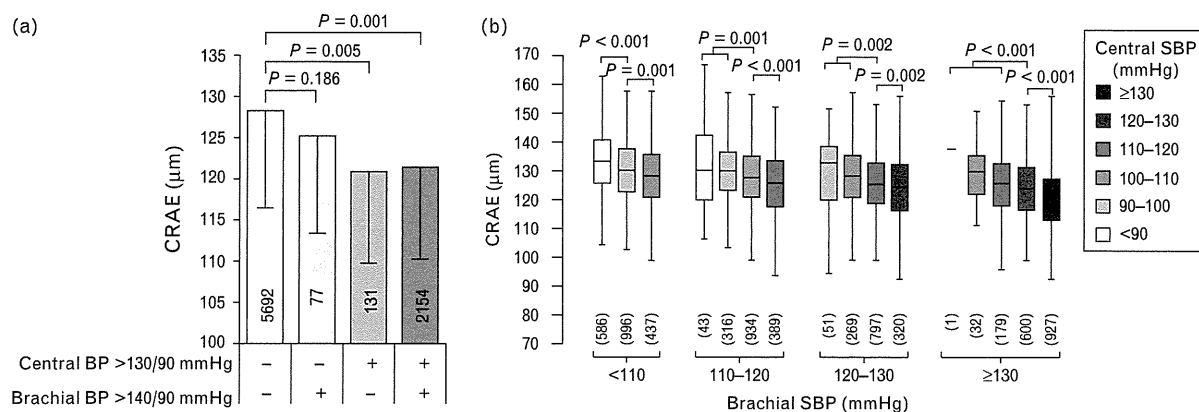 (a)
P = 0.001
P = 0.005
P = 0.186
135
130
125
120
115
110
105
100
CRAE (μm)
5692
77
131
2154
Central BP >130/90 mmHg
− − + +
Brachial BP >140/90 mmHg
− + − +
(b)
P < 0.001
P = 0.001
P = 0.001
P < 0.001
P = 0.002
P = 0.002
P < 0.001
P < 0.001
170
160
150
140
130
120
110
100
90
80
70
CRAE (μm)
(586) (996) (437) (43) (316) (934) (389) (51) (269) (797) (320) (1) (32) (179) (600) (927)
<110 110–120 120–130 ≥130
Brachial SBP (mmHg)
Central SBP
(mmHg)
≥130
120–130
110–120
100–110
90–100
<90